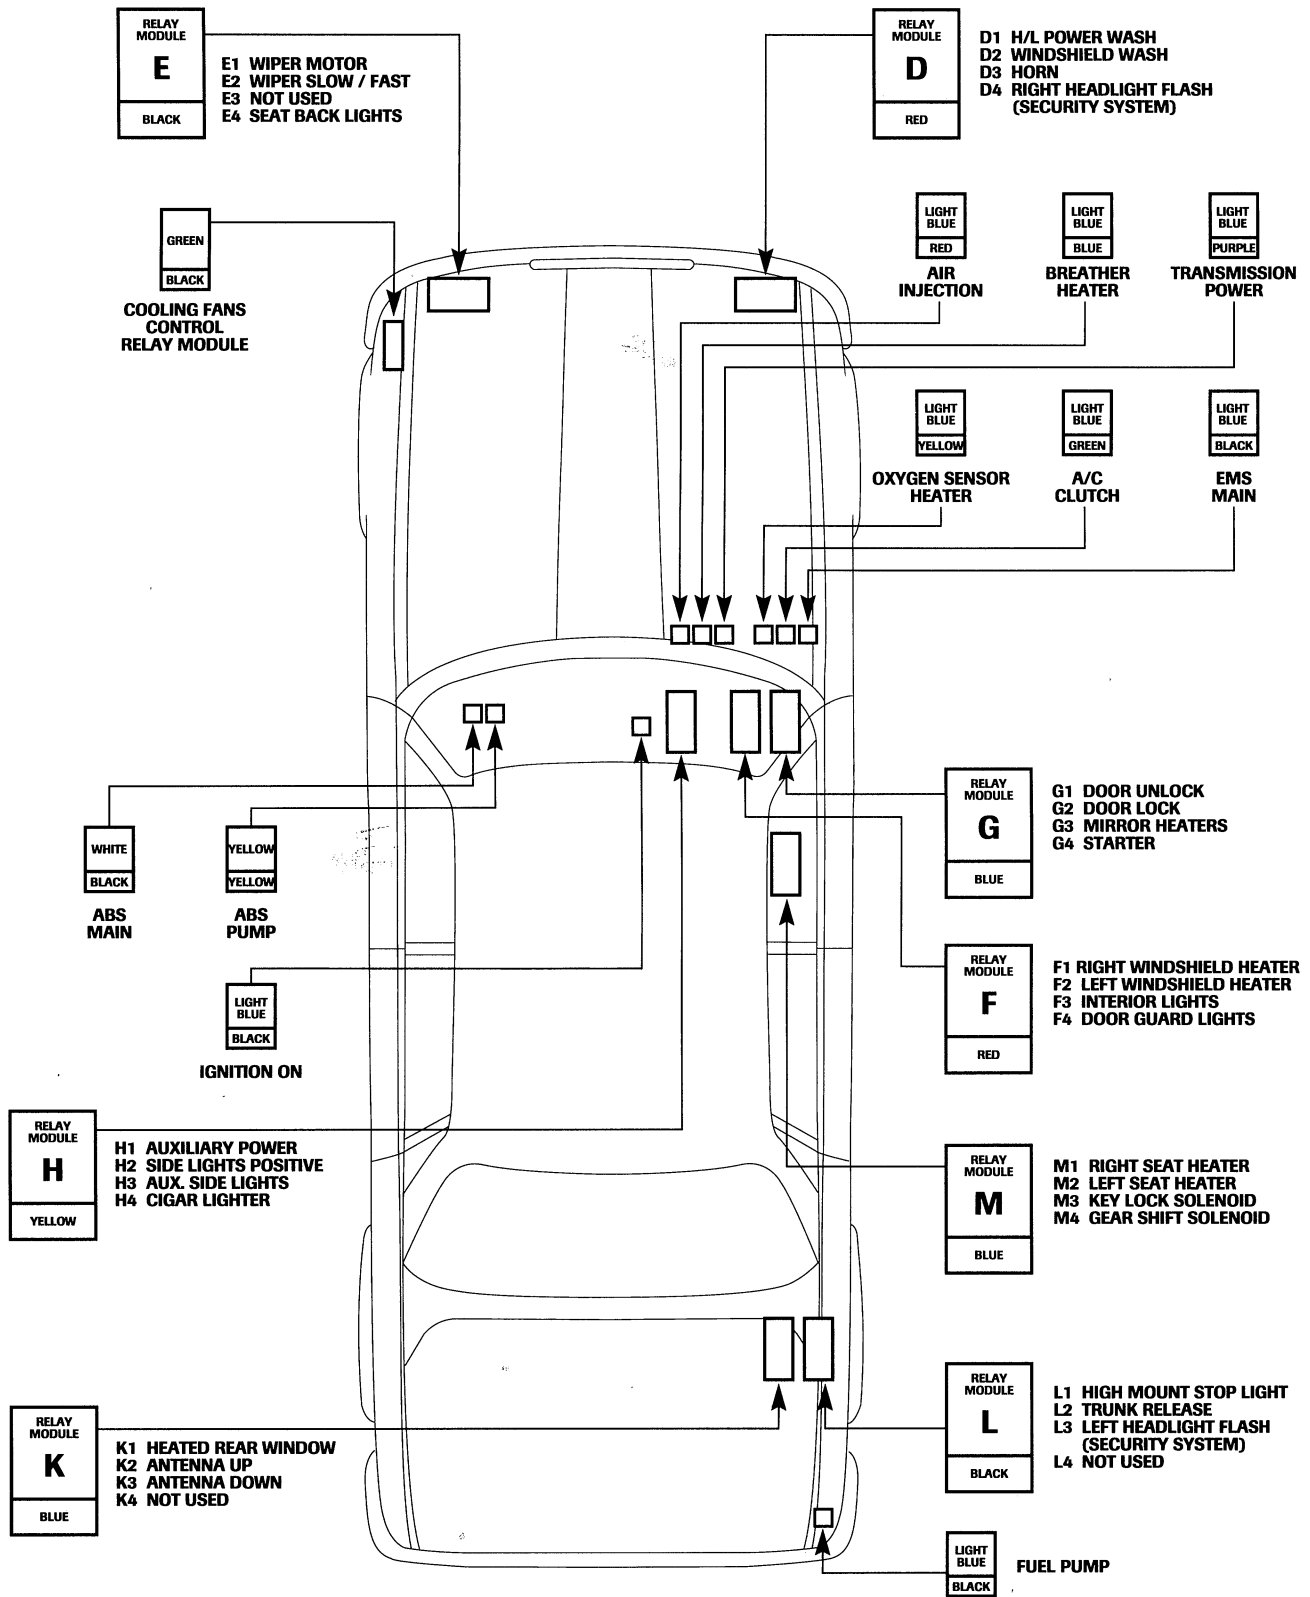 RELAY
MODULE
E
BLACK
E1 WIPER MOTOR
E2 WIPER SLOW / FAST
E3 NOT USED
E4 SEAT BACK LIGHTS
RELAY
MODULE
D
RED
D1 H/L POWER WASH
D2 WINDSHIELD WASH
D3 HORN
D4 RIGHT HEADLIGHT FLASH
(SECURITY SYSTEM)
GREEN
BLACK
COOLING FANS
CONTROL
RELAY MODULE
LIGHT
BLUE
RED
AIR
INJECTION
LIGHT
BLUE
BLUE
BREATHER
HEATER
LIGHT
BLUE
PURPLE
TRANSMISSION
POWER
LIGHT
BLUE
YELLOW
OXYGEN SENSOR
HEATER
LIGHT
BLUE
GREEN
A/C
CLUTCH
LIGHT
BLUE
BLACK
EMS
MAIN
WHITE
BLACK
ABS
MAIN
YELLOW
YELLOW
ABS
PUMP
RELAY
MODULE
G
BLUE
G1 DOOR UNLOCK
G2 DOOR LOCK
G3 MIRROR HEATERS
G4 STARTER
LIGHT
BLUE
BLACK
IGNITION ON
RELAY
MODULE
F
RED
F1 RIGHT WINDSHIELD HEATER
F2 LEFT WINDSHIELD HEATER
F3 INTERIOR LIGHTS
F4 DOOR GUARD LIGHTS
RELAY
MODULE
H
YELLOW
H1 AUXILIARY POWER
H2 SIDE LIGHTS POSITIVE
H3 AUX. SIDE LIGHTS
H4 CIGAR LIGHTER
RELAY
MODULE
M
BLUE
M1 RIGHT SEAT HEATER
M2 LEFT SEAT HEATER
M3 KEY LOCK SOLENOID
M4 GEAR SHIFT SOLENOID
RELAY
MODULE
K
BLUE
K1 HEATED REAR WINDOW
K2 ANTENNA UP
K3 ANTENNA DOWN
K4 NOT USED
RELAY
MODULE
L
BLACK
L1 HIGH MOUNT STOP LIGHT
L2 TRUNK RELEASE
L3 LEFT HEADLIGHT FLASH
(SECURITY SYSTEM)
L4 NOT USED
LIGHT
BLUE
BLACK
FUEL PUMP